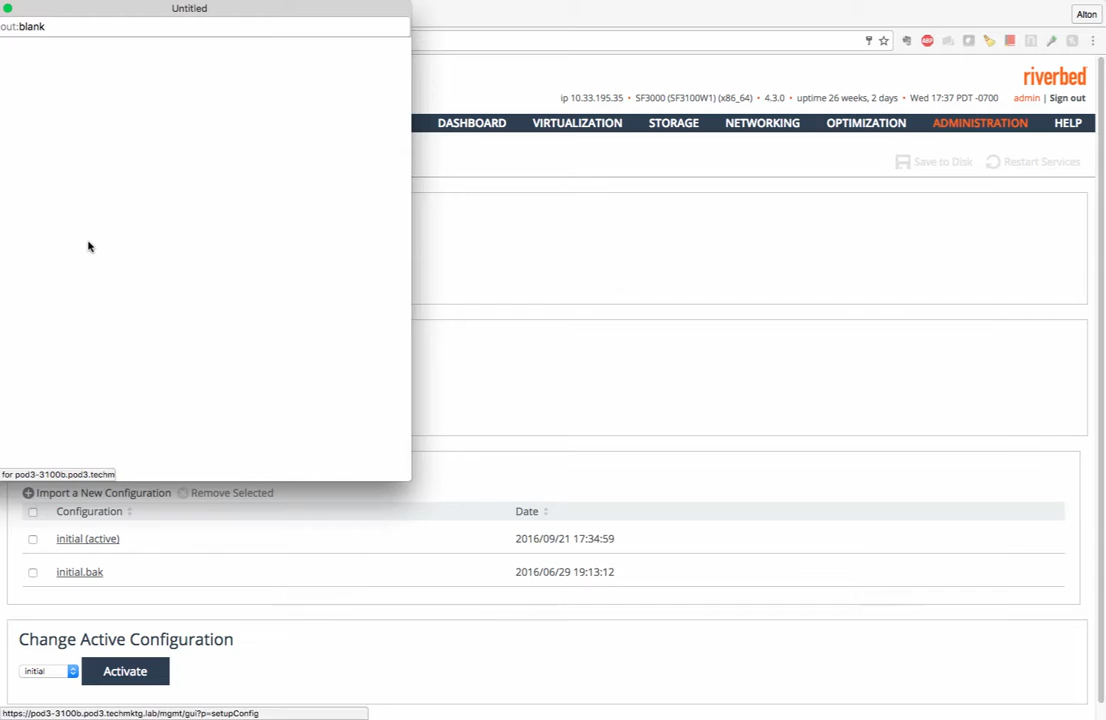 Untitled
Alton
out:blank
ABP
riverbed
ip 10.33.195.35 • SF3000 (SF3100W1) (x86_64) • 4.3.0 • uptime 26 weeks, 2 days • Wed 17:37 PDT -0700 admin | Sign out
DASHBOARD VIRTUALIZATION STORAGE NETWORKING OPTIMIZATION ADMINISTRATION HELP
Save to Disk Restart Services
for pod3-3100b.pod3.techm
Import a New Configuration Remove Selected
Configuration Date
initial (active) 2016/09/21 17:34:59
initial.bak 2016/06/29 19:13:12
Change Active Configuration
initial Activate
https://pod3-3100b.pod3.techmktg.lab/mgmt/gui?p=setupConfig